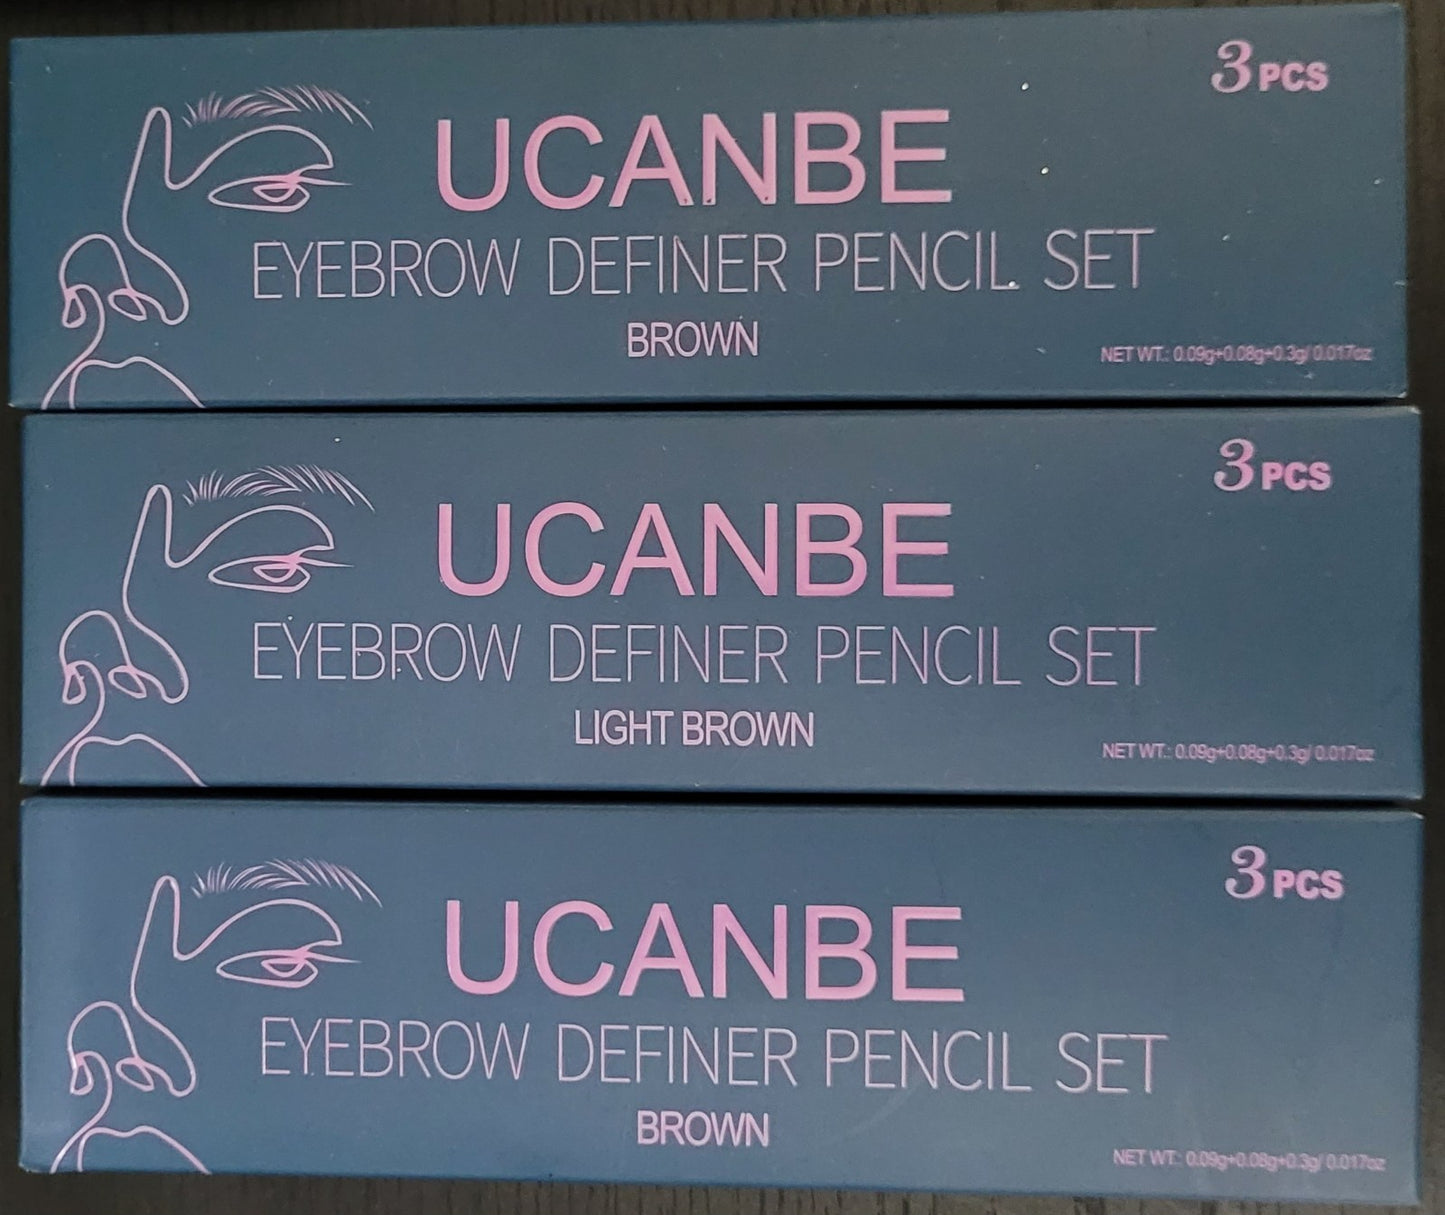 3 PCS
UCANBE
EYEBROW DEFINER PENCIL SET
BROWN
NET WT.: 0.09g+0.08g+0.3g/ 0.017oz
3 PCS
UCANBE
EYEBROW DEFINER PENCIL SET
LIGHT BROWN
NET WT.: 0.09g+0.08g+0.3g/ 0.017oz
3 PCS
UCANBE
EYEBROW DEFINER PENCIL SET
BROWN
NET WT.: 0.09g+0.08g+0.3g/ 0.017oz